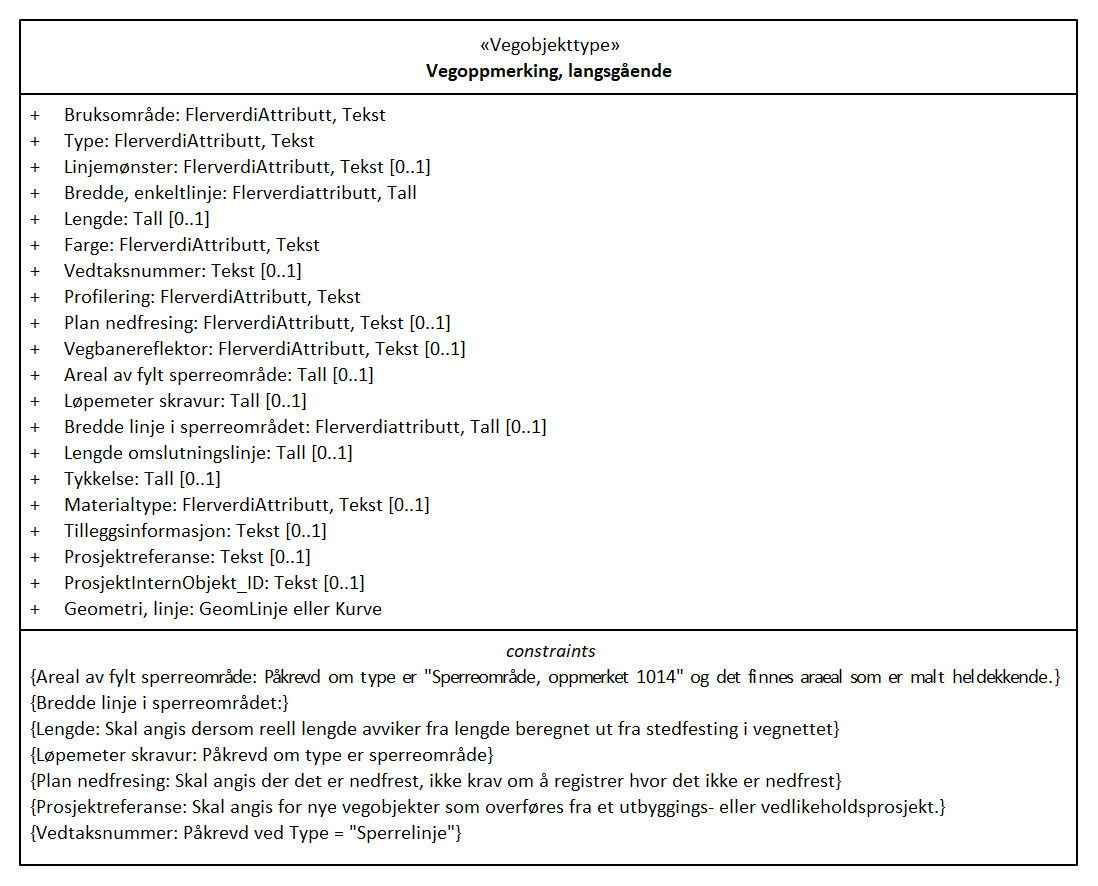 «Vegobjekttype»
Vegoppmerking, langsgående
+ Bruksområde: FlerverdiAttributt, Tekst
+ Type: FlerverdiAttributt, Tekst
+ Linjemønster: FlerverdiAttributt, Tekst [0..1]
+ Bredde, enkeltlinje: Flerverdiattributt, Tall
+ Lengde: Tall [0..1]
+ Farge: FlerverdiAttributt, Tekst
+ Vedtaksnummer: Tekst [0..1]
+ Profilering: FlerverdiAttributt, Tekst
+ Plan nedfresing: FlerverdiAttributt, Tekst [0..1]
+ Vegbanereflektor: FlerverdiAttributt, Tekst [0..1]
+ Areal av fylt sperreområde: Tall [0..1]
+ Løpemeter skravur: Tall [0..1]
+ Bredde linje i sperreområdet: Flerverdiattributt, Tall [0..1]
+ Lengde omslutningslinje: Tall [0..1]
+ Tykkelse: Tall [0..1]
+ Materialtype: FlerverdiAttributt, Tekst [0..1]
+ Tilleggsinformasjon: Tekst [0..1]
+ Prosjektreferanse: Tekst [0..1]
+ ProsjektInternObjekt_ID: Tekst [0..1]
+ Geometri, linje: GeomLinje eller Kurve
constraints
{Areal av fylt sperreområde: Påkrevd om type er "Sperreområde, oppmerket 1014" og det finnes araeal som er malt heldekkende.}
{Bredde linje i sperreområdet:}
{Lengde: Skal angis dersom reell lengde avviker fra lengde beregnet ut fra stedfesting i vegnettet}
{Løpemeter skravur: Påkrevd om type er sperreområde}
{Plan nedfresing: Skal angis der det er nedfrest, ikke krav om å registrer hvor det ikke er nedfrest}
{Prosjektreferanse: Skal angis for nye vegobjekter som overføres fra et utbyggings- eller vedlikeholdsprosjekt.}
{Vedtaksnummer: Påkrevd ved Type = "Sperrelinje"}